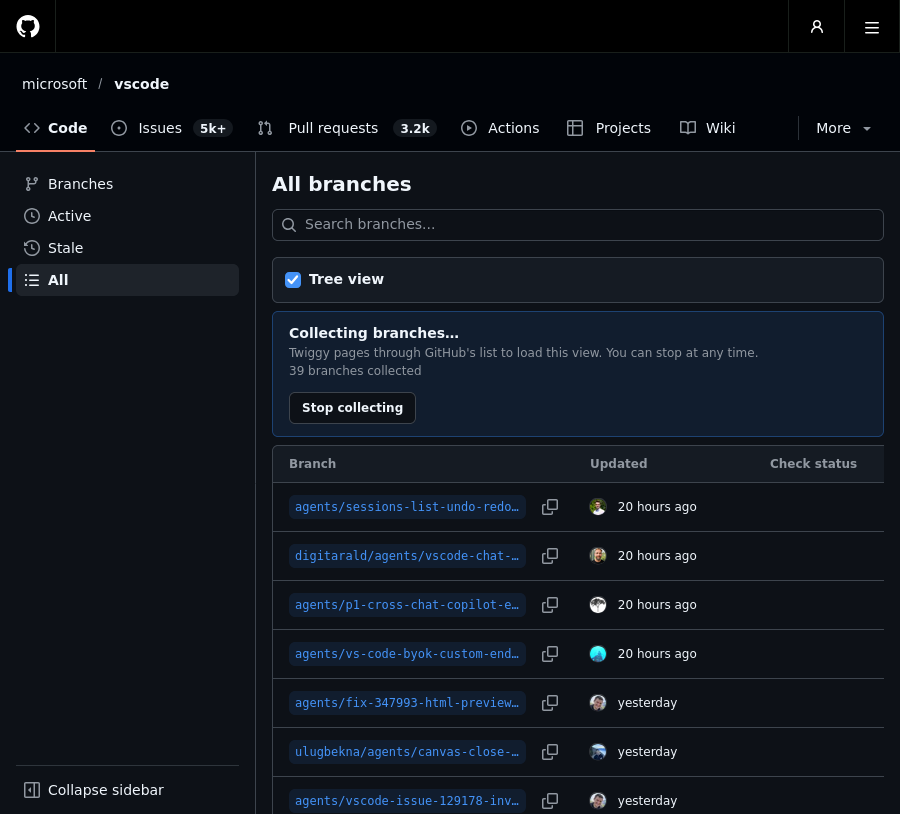 microsoft / vscode
Code Issues 5k+ Pull requests 3.2k Actions Projects Wiki More
Branches
Active
Stale
All
Collapse sidebar
All branches
Search branches...
Tree view
Collecting branches…
Twiggy pages through GitHub's list to load this view. You can stop at any time.
39 branches collected
Stop collecting
Branch Updated Check status
agents/sessions-list-undo-redo… 20 hours ago
digitarald/agents/vscode-chat-… 20 hours ago
agents/p1-cross-chat-copilot-e… 20 hours ago
agents/vs-code-byok-custom-end… 20 hours ago
agents/fix-347993-html-preview… yesterday
ulugbekna/agents/canvas-close-… yesterday
agents/vscode-issue-129178-inv… yesterday